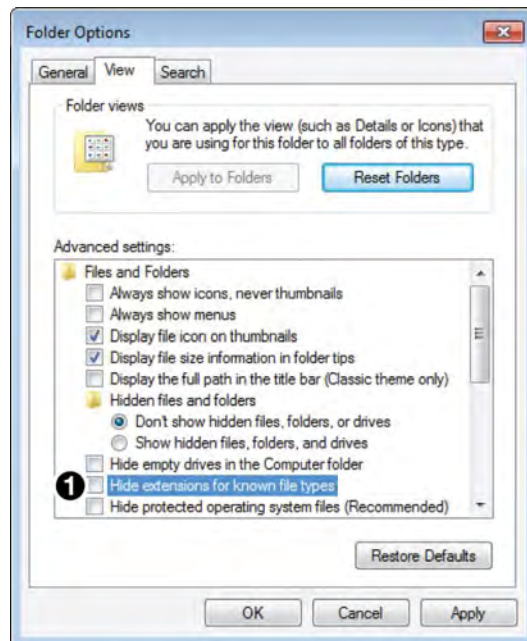 Folder Options
General
View
Search
Folder views
You can apply the view (such as Details or Icons) that
you are using for this folder to all folders of this type.
Apply to Folders
Reset Folders
Advanced settings:
Files and Folders
Always show icons, never thumbnails
Always show menus
Display file icon on thumbnails
Display file size information in folder tips
Display the full path in the title bar (Classic theme only)
Hidden files and folders
Don't show hidden files, folders, or drives
Show hidden files, folders, and drives
Hide empty drives in the Computer folder
1 Hide extensions for known file types
Hide protected operating system files (Recommended)
Restore Defaults
OK
Cancel
Apply